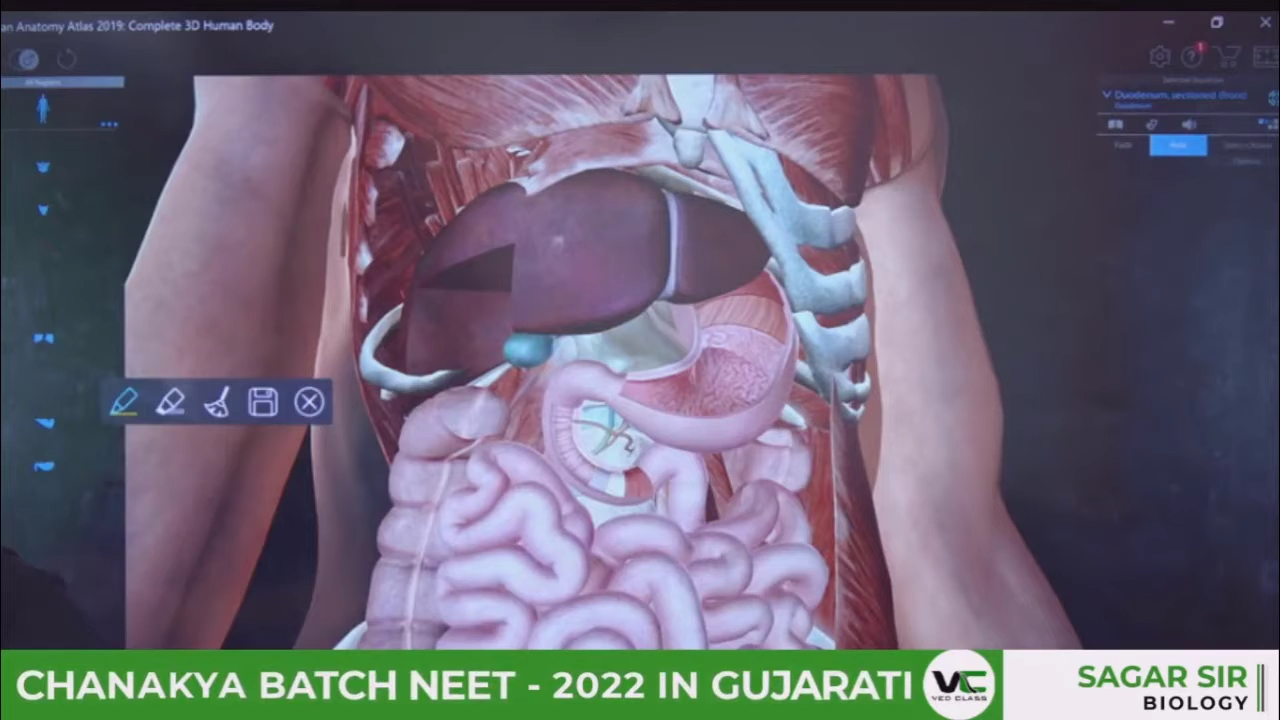 an Anatomy Atlas 2019: Complete 3D Human Body
Duodenum, sectioned (front)
Duodenum
CHANAKYA BATCH NEET - 2022 IN GUJARATI
VC
VED CLASS
SAGAR SIR
BIOLOGY